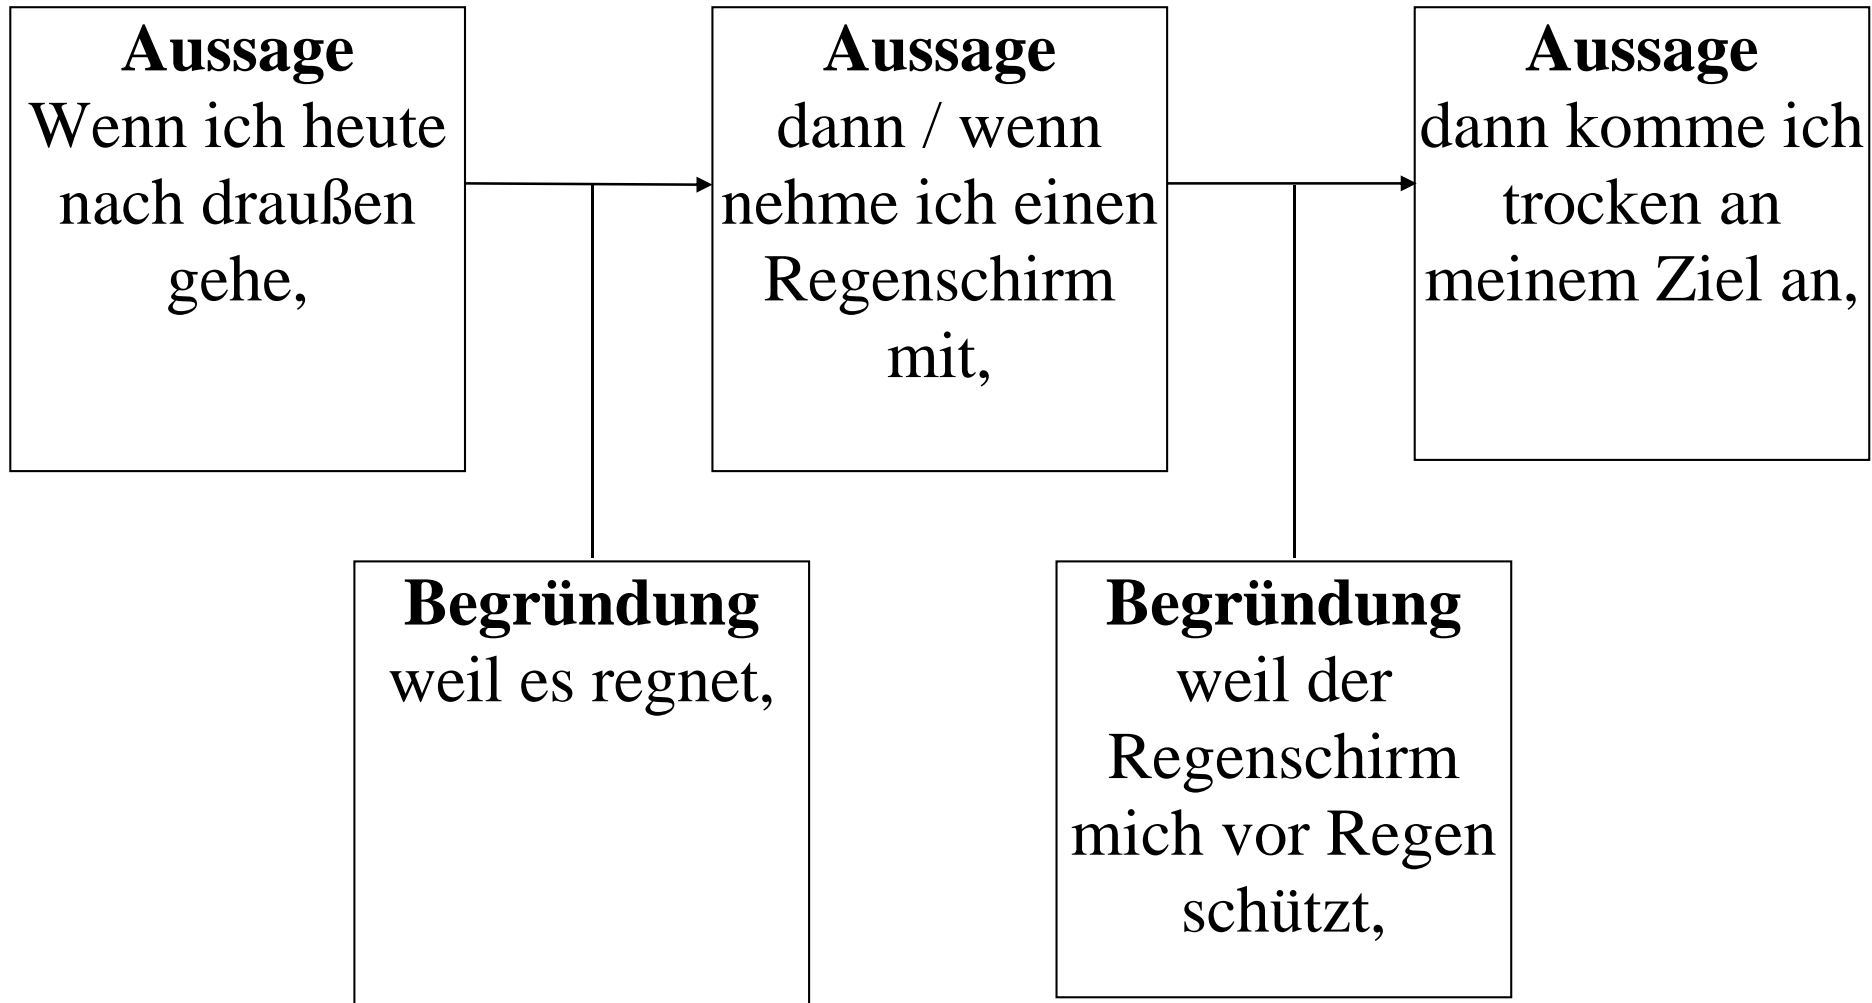 Aussage
Wenn ich heute
nach draußen
gehe,
Aussage
dann / wenn
nehme ich einen
Regenschirm
mit,
Aussage
dann komme ich
trocken an
meinem Ziel an,
Begründung
weil es regnet,
Begründung
weil der
Regenschirm
mich vor Regen
schützt,